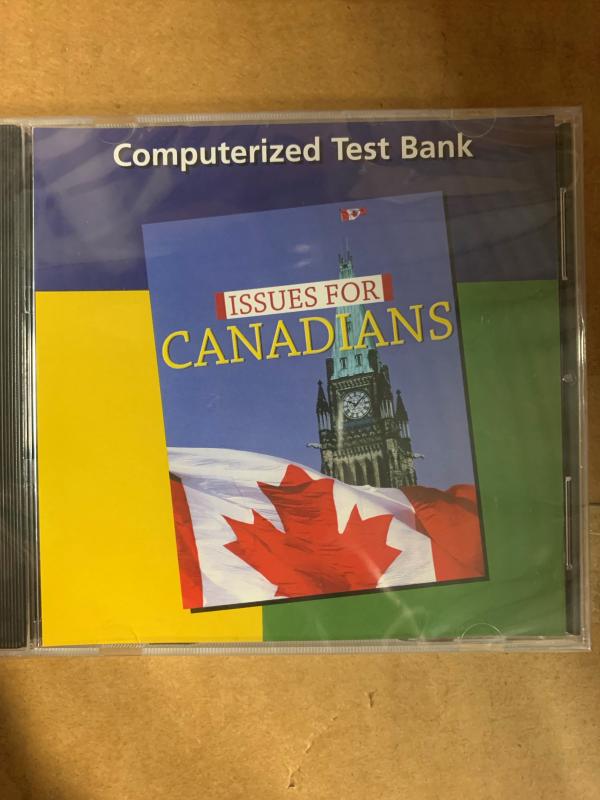 Computerized Test Bank
ISSUES FOR
CANADIANS